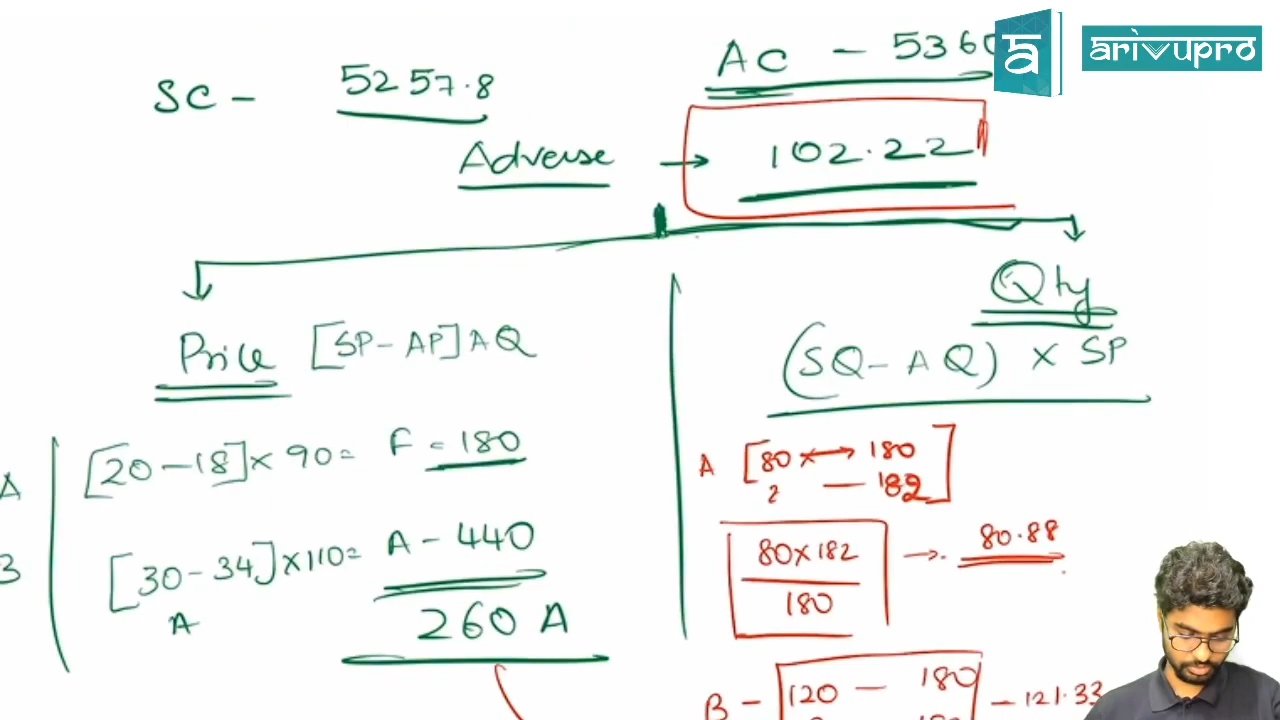 SC - 5257.8
AC - 5360
ā arivupro
Adverse → 102.22
Price [SP - AP] AQ
Qty
(SQ - AQ) × SP
A [20 - 18] × 90 = F = 180
B [30 - 34] × 110 = A - 440
A
260 A
A [80 × → 180
? — 182]
80 × 182
180
→ 80.88
B - 120 — 180 - 121.33